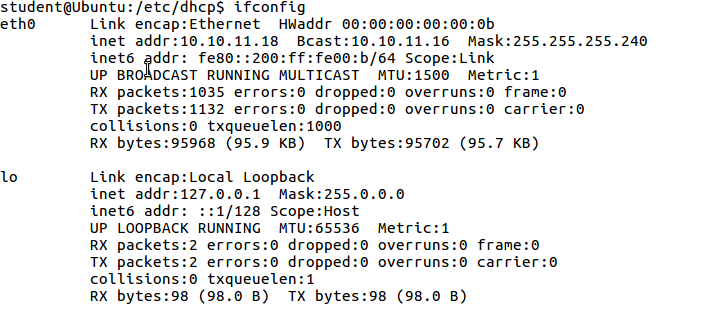 student@Ubuntu:/etc/dhcp$ ifconfig
eth0      Link encap:Ethernet  HWaddr 00:00:00:00:00:0b
          inet addr:10.10.11.18  Bcast:10.10.11.16  Mask:255.255.255.240
          inet6 addr: fe80::200:ff:fe00:b/64 Scope:Link
          UP BROADCAST RUNNING MULTICAST  MTU:1500  Metric:1
          RX packets:1035 errors:0 dropped:0 overruns:0 frame:0
          TX packets:1132 errors:0 dropped:0 overruns:0 carrier:0
          collisions:0 txqueuelen:1000
          RX bytes:95968 (95.9 KB)  TX bytes:95702 (95.7 KB)

lo        Link encap:Local Loopback
          inet addr:127.0.0.1  Mask:255.0.0.0
          inet6 addr: ::1/128 Scope:Host
          UP LOOPBACK RUNNING  MTU:65536  Metric:1
          RX packets:2 errors:0 dropped:0 overruns:0 frame:0
          TX packets:2 errors:0 dropped:0 overruns:0 carrier:0
          collisions:0 txqueuelen:1
          RX bytes:98 (98.0 B)  TX bytes:98 (98.0 B)